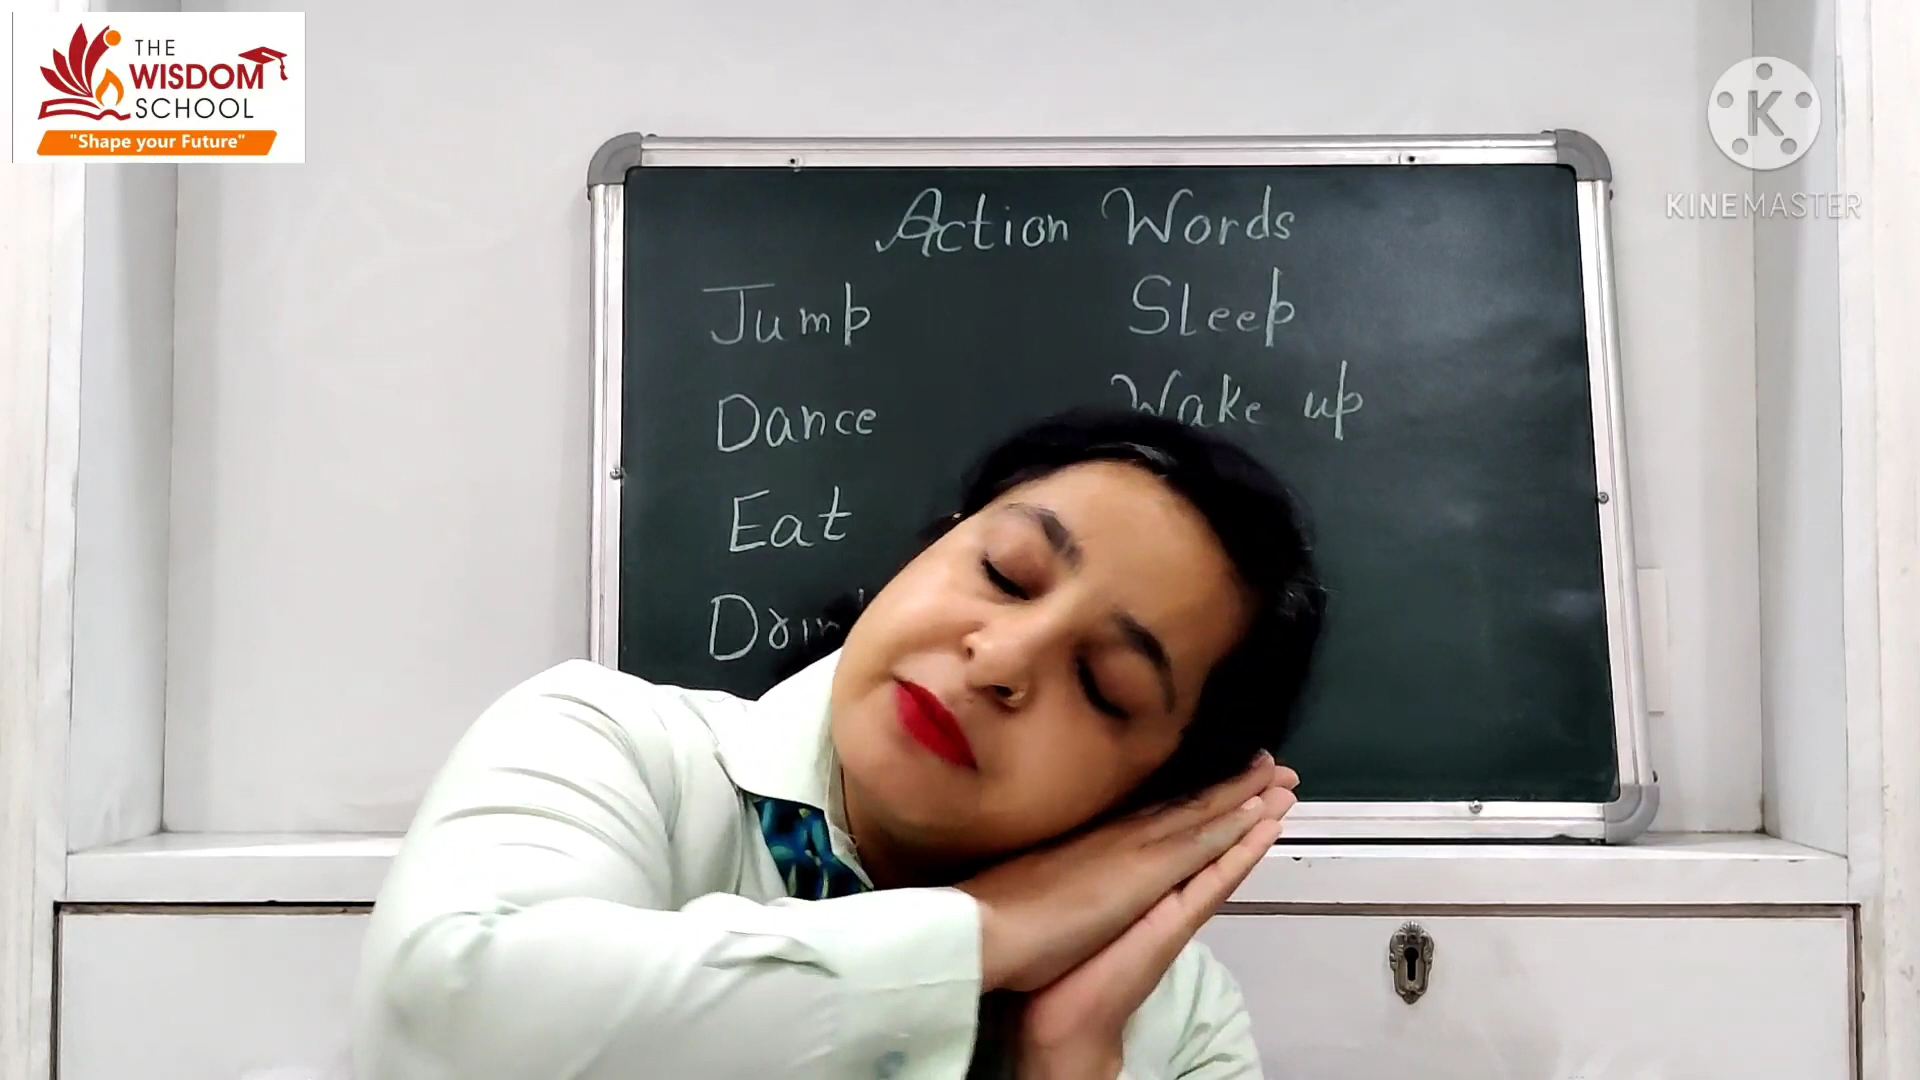 THE
WISDOM
SCHOOL
"Shape your Future"
K
KINEMASTER
Action Words
Jump
Sleep
Dance
Wake up
Eat